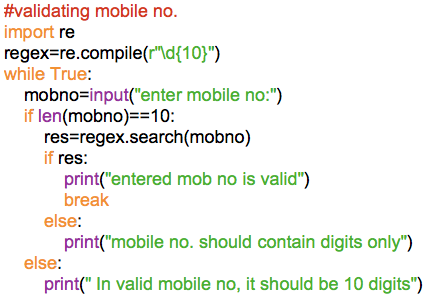 #validating mobile no.
import re
regex=re.compile(r"\d{10}")
while True:
    mobno=input("enter mobile no:")
    if len(mobno)==10:
        res=regex.search(mobno)
        if res:
            print("entered mob no is valid")
            break
        else:
            print("mobile no. should contain digits only")
    else:
        print(" In valid mobile no, it should be 10 digits")